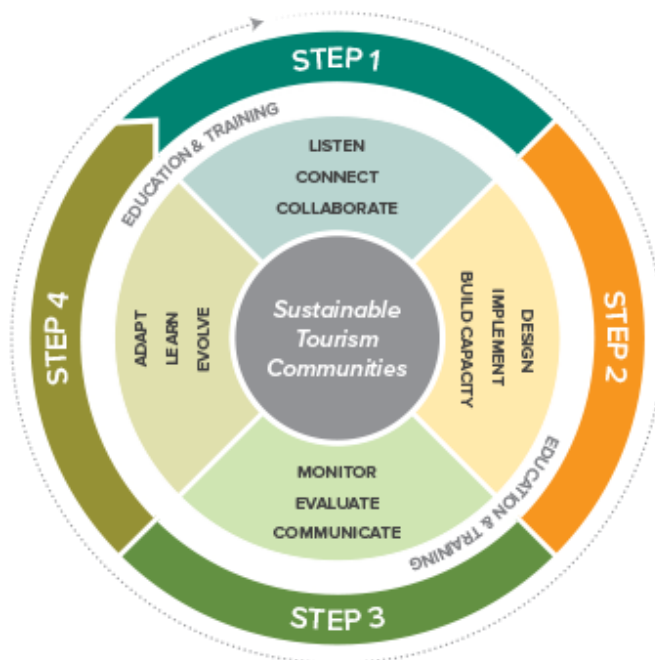 STEP 1
EDUCATION & TRAINING
LISTEN
CONNECT
COLLABORATE
STEP 2
DESIGN
IMPLEMENT
BUILD CAPACITY
Sustainable
Tourism
Communities
STEP 4
ADAPT
LEARN
EVOLVE
MONITOR
EVALUATE
COMMUNICATE
EDUCATION & TRAINING
STEP 3